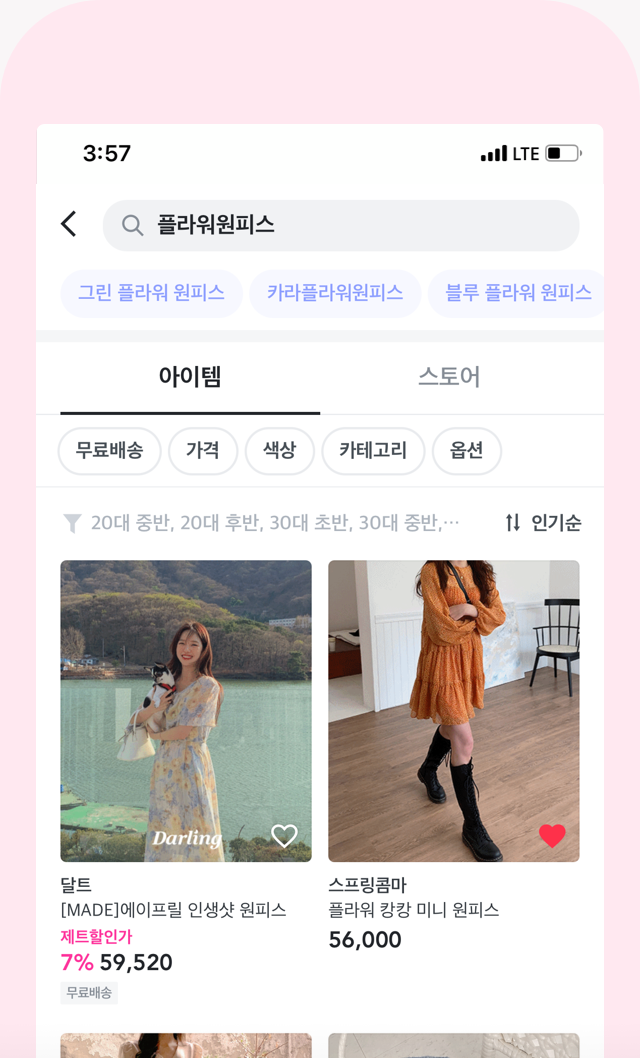 3:57
LTE
플라워원피스
그린 플라워 원피스
카라플라워원피스
블루 플라워 원피스
아이템
스토어
무료배송
가격
색상
카테고리
옵션
20대 중반, 20대 후반, 30대 초반, 30대 중반,···
인기순
Darling
달트
[MADE]에이프릴 인생샷 원피스
제트할인가
7% 59,520
무료배송
스프링콤마
플라워 캉캉 미니 원피스
56,000